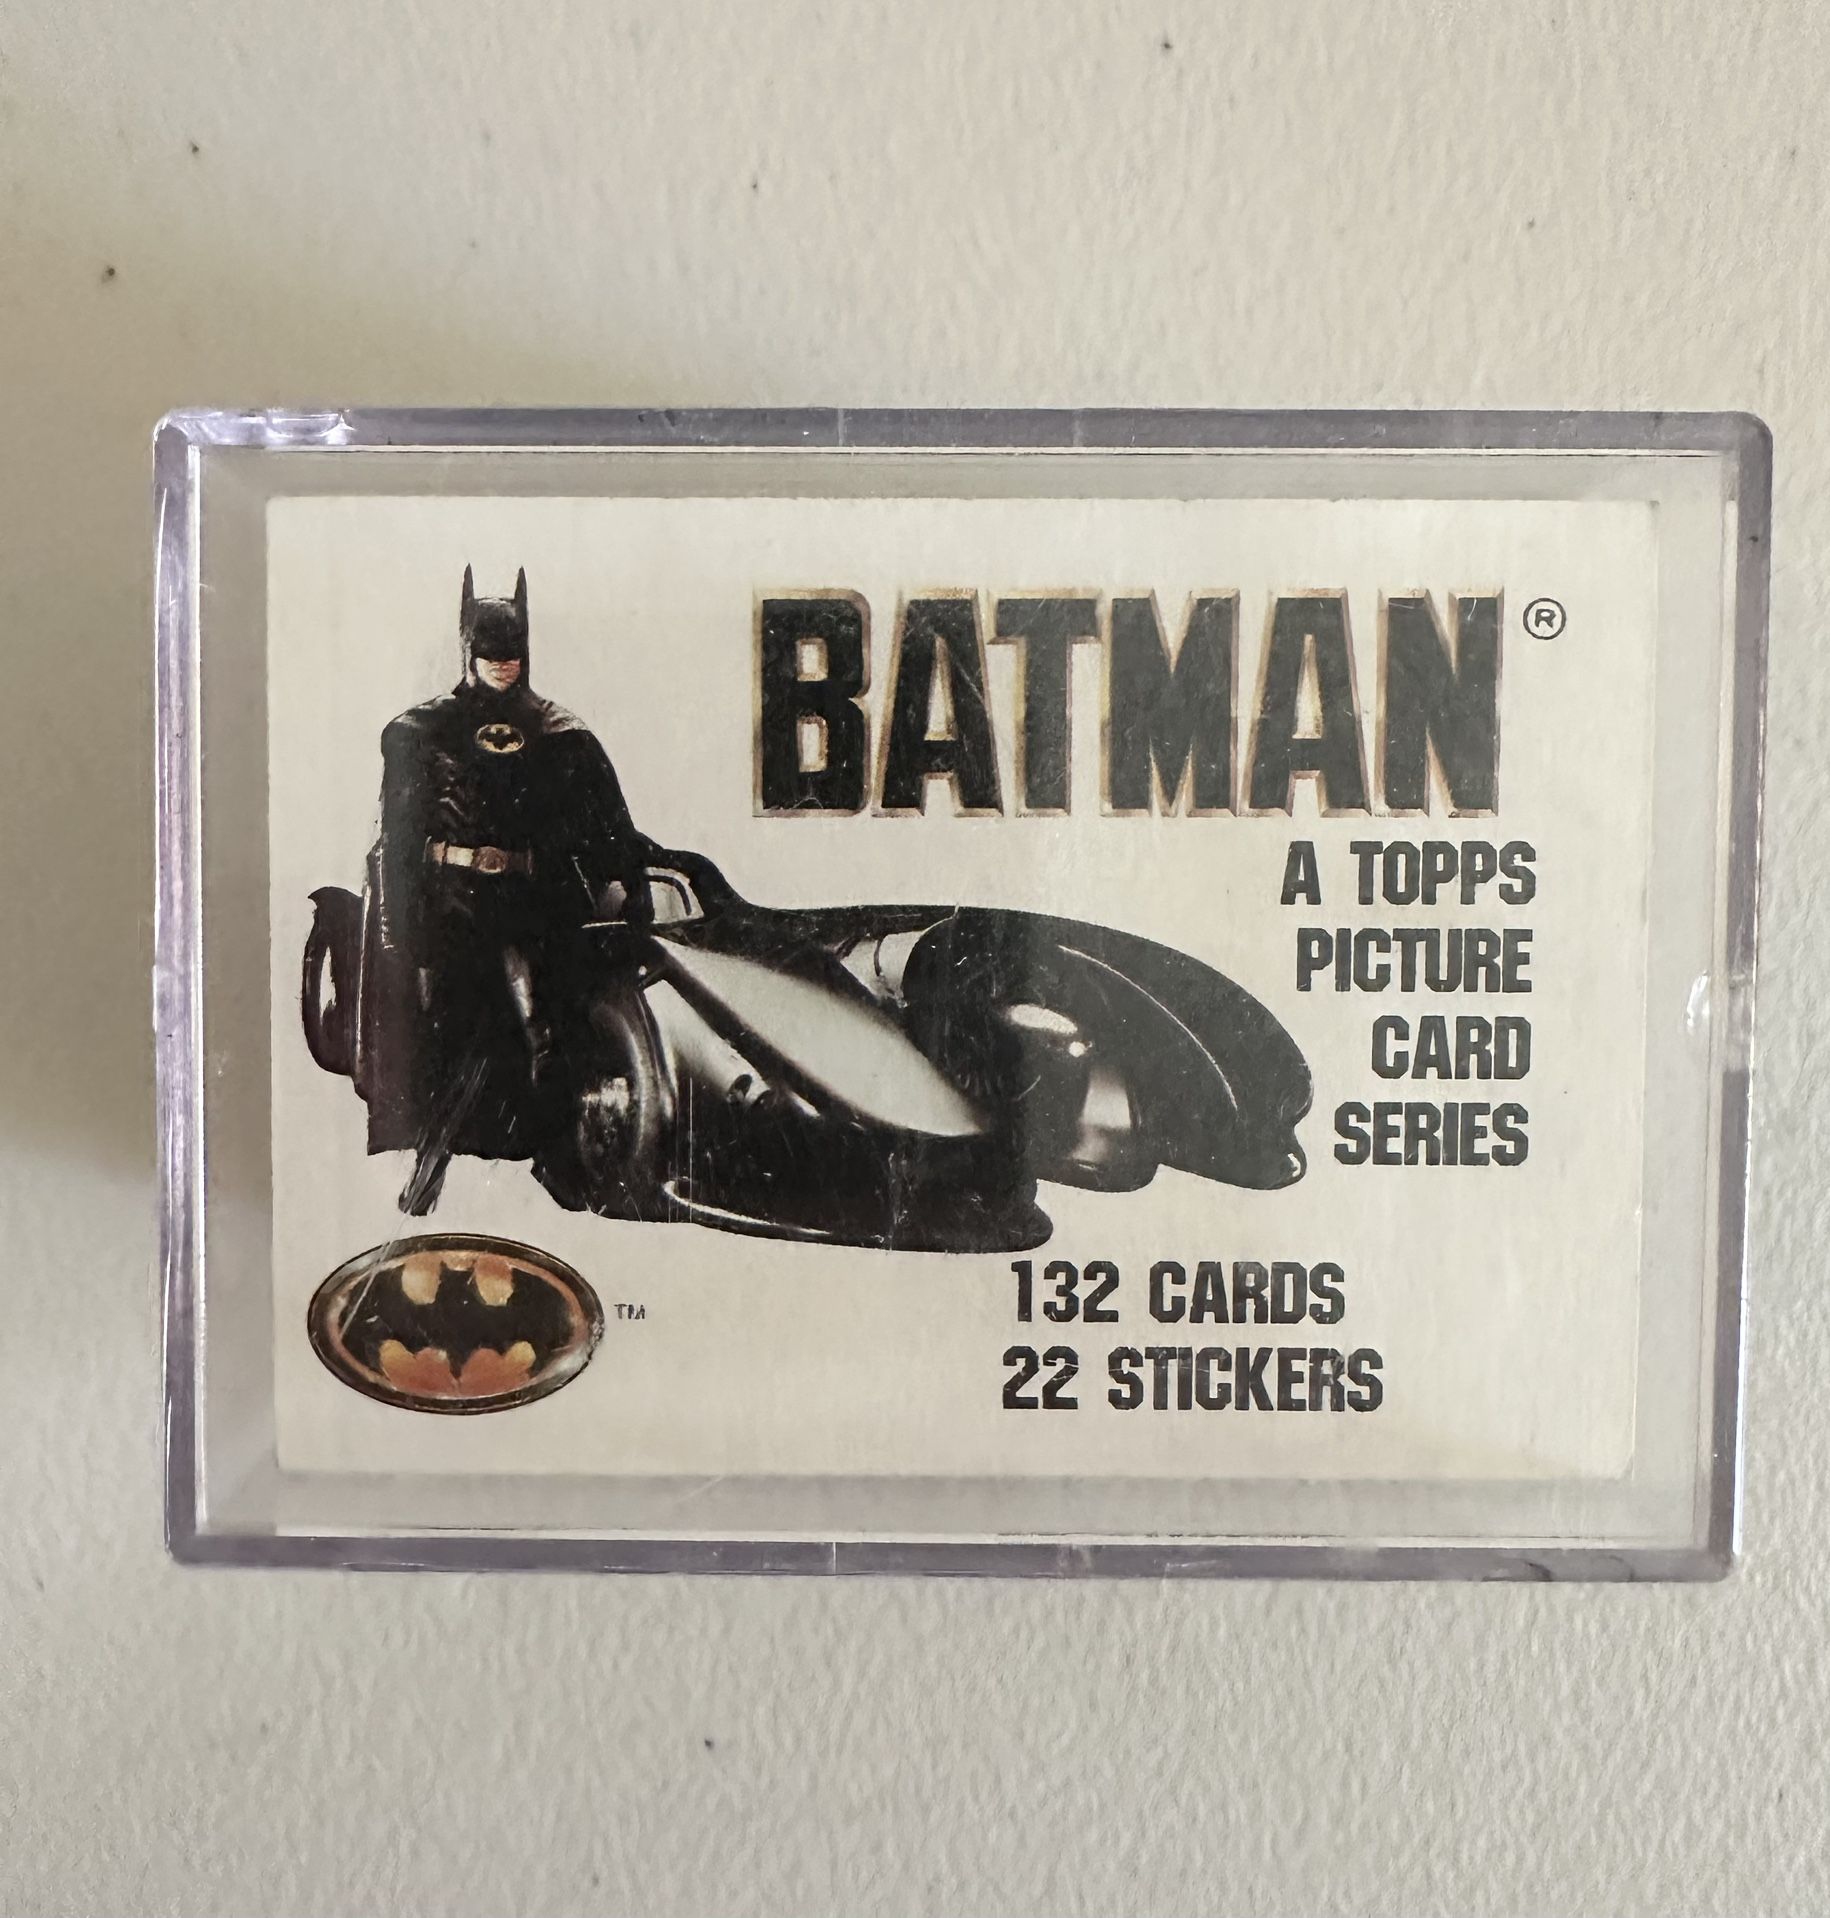 BATMAN®
A TOPPS
PICTURE
CARD
SERIES
™
132 CARDS
22 STICKERS